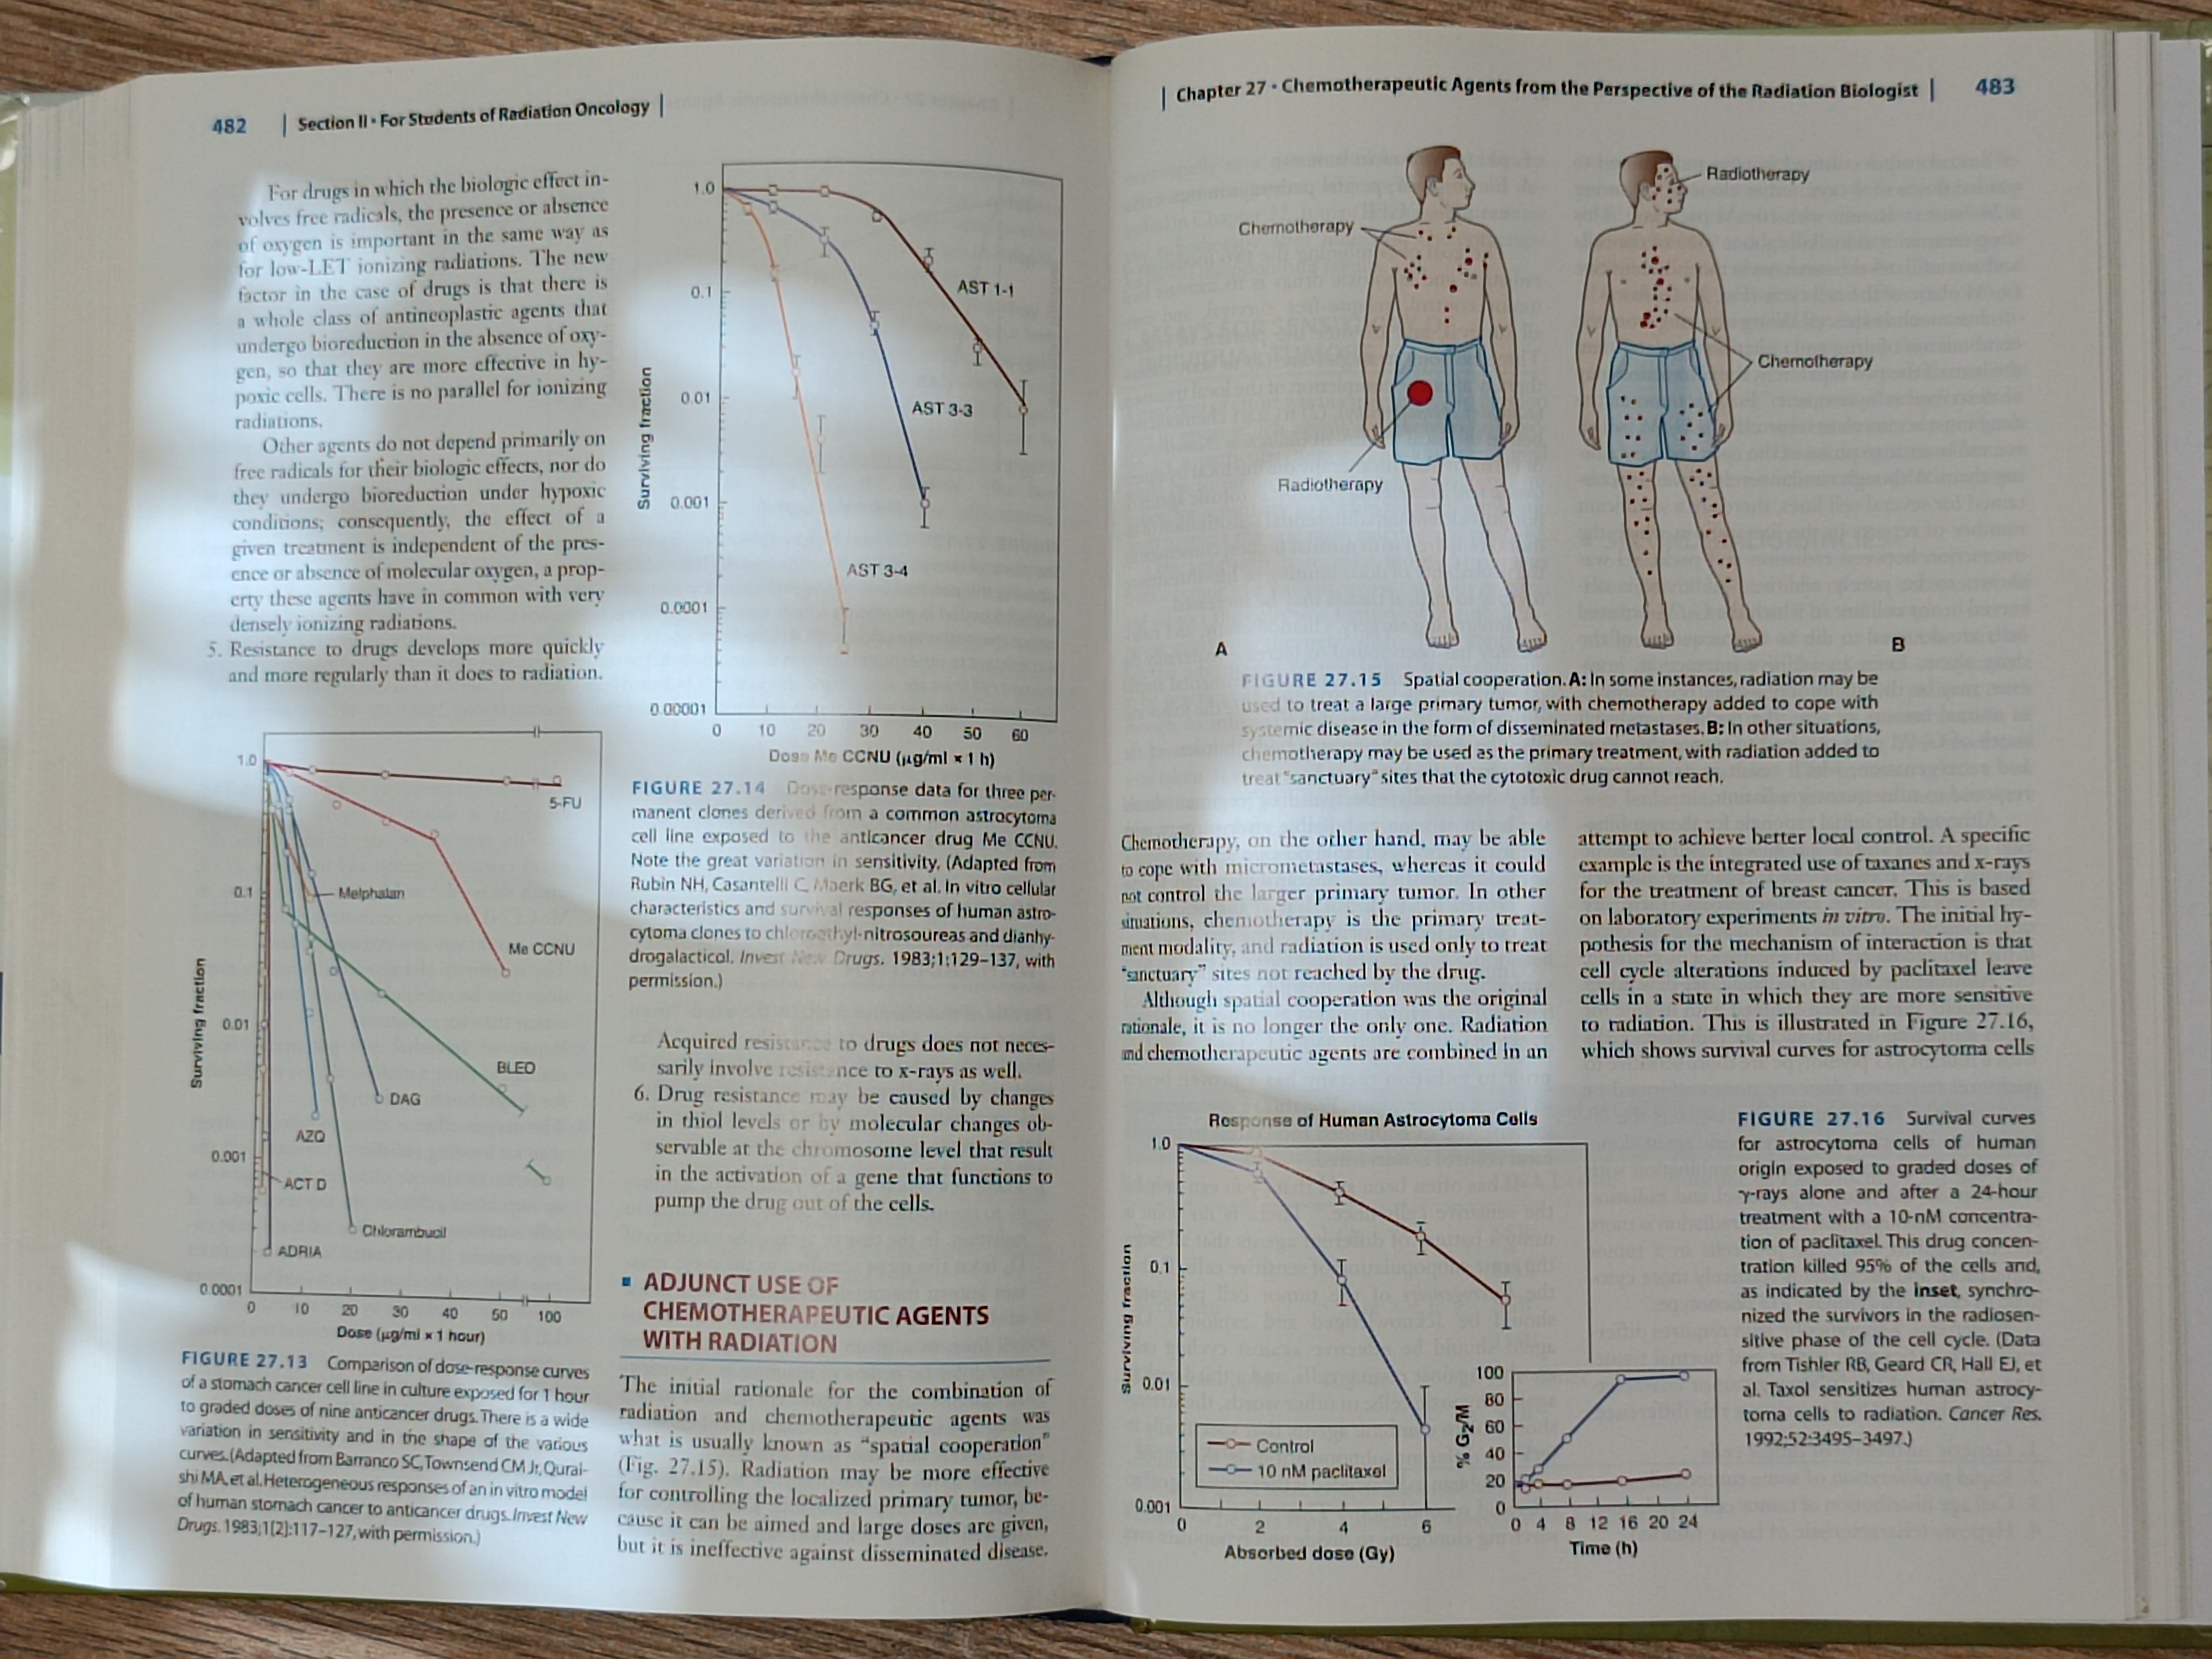 482 | Section II • For Students of Radiation Oncology |
For drugs in which the biologic effect in-
volves free radicals, the presence or absence
of oxygen is important in the same way as
for low-LET ionizing radiations. The new
factor in the case of drugs is that there is
a whole class of antineoplastic agents that
undergo bioreduction in the absence of oxy-
gen, so that they are more effective in hy-
poxic cells. There is no parallel for ionizing
radiations.
Other agents do not depend primarily on
free radicals for their biologic effects, nor do
they undergo bioreduction under hypoxic
conditions; consequently, the effect of a
given treatment is independent of the pres-
ence or absence of molecular oxygen, a prop-
erty these agents have in common with very
densely ionizing radiations.
5. Resistance to drugs develops more quickly
and more regularly than it does to radiation.
Surviving fraction
1.0
0.1
0.01
0.001
0.0001
5-FU
Melphalan
Me CCNU
BLEO
DAG
AZQ
ACT D
Chlorambucil
ADRIA
0 10 20 30 40 50 100
Dose (μg/ml × 1 hour)
FIGURE 27.13 Comparison of dose-response curves
of a stomach cancer cell line in culture exposed for 1 hour
to graded doses of nine anticancer drugs. There is a wide
variation in sensitivity and in the shape of the various
curves. (Adapted from Barranco SC, Townsend CM Jr, Qurai-
shi MA, et al. Heterogeneous responses of an in vitro model
of human stomach cancer to anticancer drugs. Invest New
Drugs. 1983;1[2]:117–127, with permission.)
Surviving fraction
1.0
0.1
0.01
0.001
0.0001
0.00001
AST 1-1
AST 3-3
AST 3-4
0 10 20 30 40 50 60
Dose Me CCNU (μg/ml × 1 h)
FIGURE 27.14 Dose-response data for three per-
manent clones derived from a common astrocytoma
cell line exposed to the anticancer drug Me CCNU.
Note the great variation in sensitivity. (Adapted from
Rubin NH, Casantelli C, Maerk BG, et al. In vitro cellular
characteristics and survival responses of human astro-
cytoma clones to chloroethyl-nitrosoureas and dianhy-
drogalacticol. Invest New Drugs. 1983;1:129–137, with
permission.)
Acquired resistance to drugs does not neces-
sarily involve resistance to x-rays as well.
6. Drug resistance may be caused by changes
in thiol levels or by molecular changes ob-
servable at the chromosome level that result
in the activation of a gene that functions to
pump the drug out of the cells.
▪ ADJUNCT USE OF
CHEMOTHERAPEUTIC AGENTS
WITH RADIATION
The initial rationale for the combination of
radiation and chemotherapeutic agents was
what is usually known as “spatial cooperation”
(Fig. 27.15). Radiation may be more effective
for controlling the localized primary tumor, be-
cause it can be aimed and large doses are given,
but it is ineffective against disseminated disease.
| Chapter 27 • Chemotherapeutic Agents from the Perspective of the Radiation Biologist | 483
Chemotherapy
Radiotherapy
A
Radiotherapy
Chemotherapy
B
FIGURE 27.15 Spatial cooperation. A: In some instances, radiation may be
used to treat a large primary tumor, with chemotherapy added to cope with
systemic disease in the form of disseminated metastases. B: In other situations,
chemotherapy may be used as the primary treatment, with radiation added to
treat “sanctuary” sites that the cytotoxic drug cannot reach.
Chemotherapy, on the other hand, may be able
to cope with micrometastases, whereas it could
not control the larger primary tumor. In other
situations, chemotherapy is the primary treat-
ment modality, and radiation is used only to treat
“sanctuary” sites not reached by the drug.
Although spatial cooperation was the original
rationale, it is no longer the only one. Radiation
and chemotherapeutic agents are combined in an
attempt to achieve better local control. A specific
example is the integrated use of taxanes and x-rays
for the treatment of breast cancer. This is based
on laboratory experiments in vitro. The initial hy-
pothesis for the mechanism of interaction is that
cell cycle alterations induced by paclitaxel leave
cells in a state in which they are more sensitive
to radiation. This is illustrated in Figure 27.16,
which shows survival curves for astrocytoma cells
Response of Human Astrocytoma Cells
Surviving fraction
1.0
0.1
0.01
0.001
Control
10 nM paclitaxel
0 2 4 6
Absorbed dose (Gy)
% G2/M
100
80
60
40
20
0
0 4 8 12 16 20 24
Time (h)
FIGURE 27.16 Survival curves
for astrocytoma cells of human
origin exposed to graded doses of
γ-rays alone and after a 24-hour
treatment with a 10-nM concentra-
tion of paclitaxel. This drug concen-
tration killed 95% of the cells and,
as indicated by the inset, synchro-
nized the survivors in the radiosen-
sitive phase of the cell cycle. (Data
from Tishler RB, Geard CR, Hall EJ, et
al. Taxol sensitizes human astrocy-
toma cells to radiation. Cancer Res.
1992;52:3495–3497.)